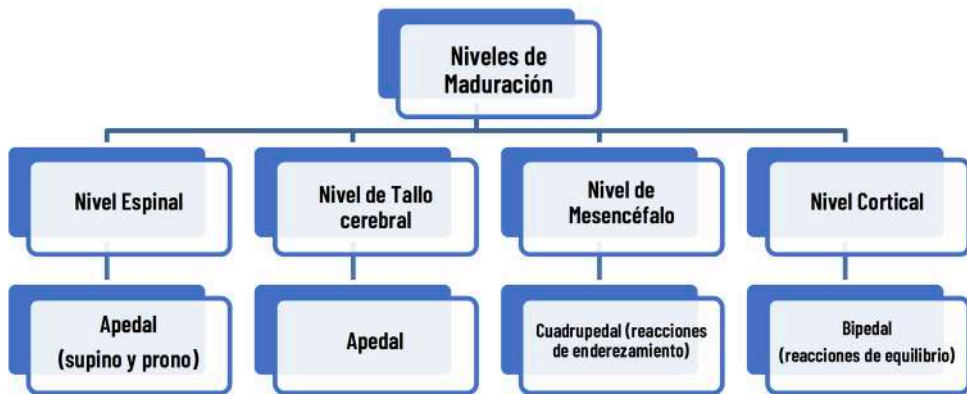 Niveles de
Maduración
Nivel Espinal
Nivel de Tallo
cerebral
Nivel de
Mesencéfalo
Nivel Cortical
Apedal
(supino y prono)
Apedal
Cuadrupedal (reacciones
de enderezamiento)
Bipedal
(reacciones de equilibrio)